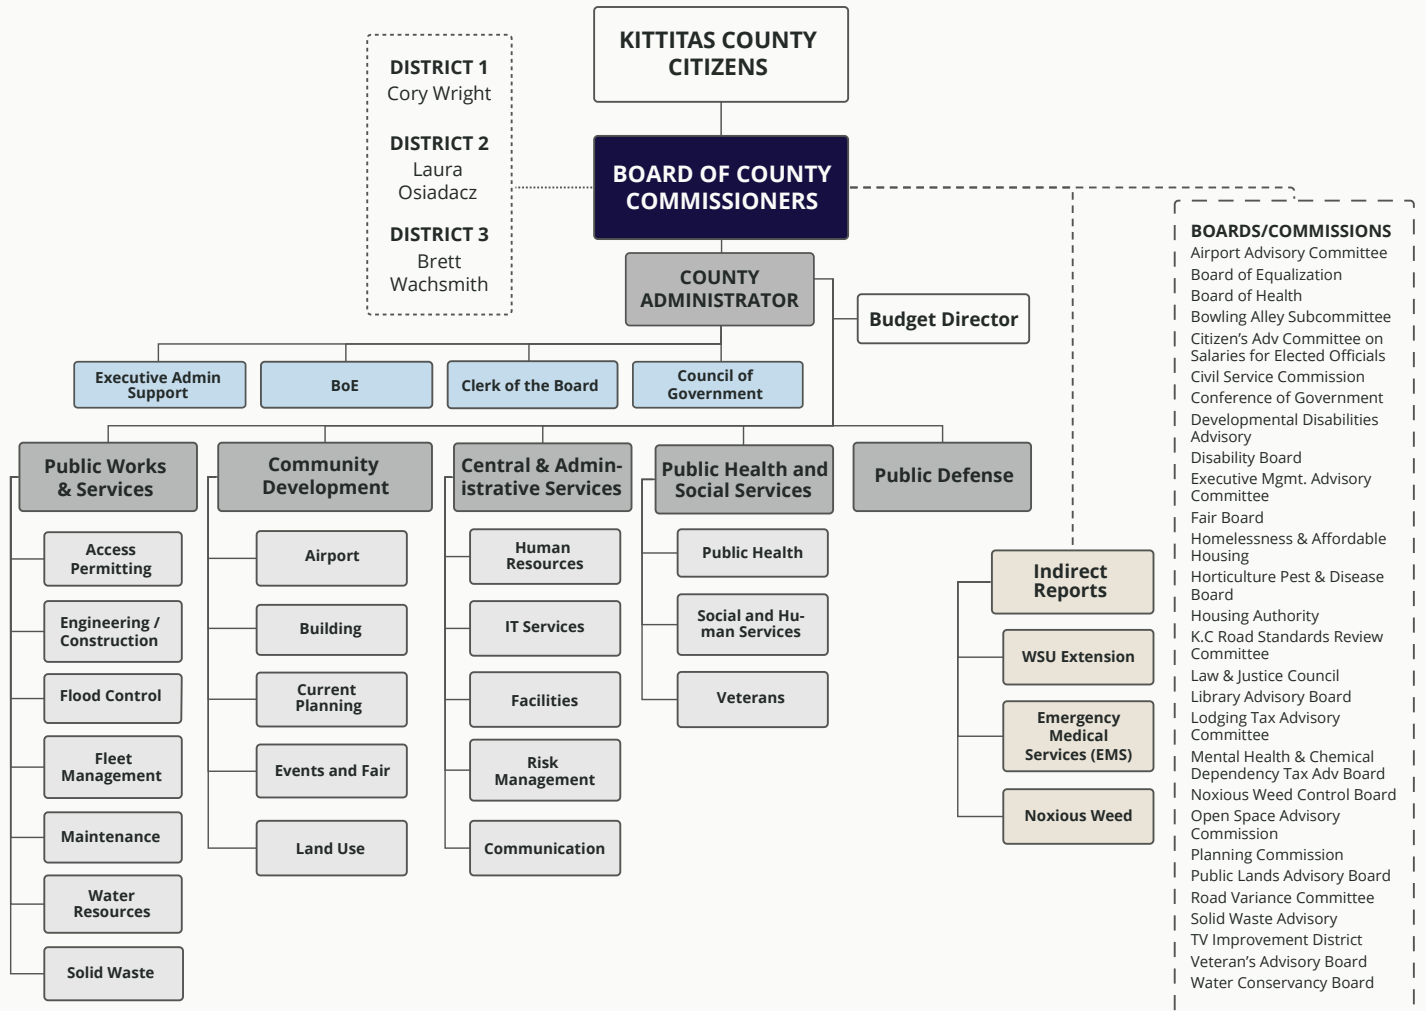 KITTITAS COUNTY
CITIZENS
DISTRICT 1
Cory Wright
DISTRICT 2
Laura
Osiadacz
DISTRICT 3
Brett
Wachsmith
BOARD OF COUNTY
COMMISSIONERS
COUNTY
ADMINISTRATOR
Budget Director
Executive Admin
Support
BoE
Clerk of the Board
Council of
Government
Public Works
& Services
Access
Permitting
Engineering /
Construction
Flood Control
Fleet
Management
Maintenance
Water
Resources
Solid Waste
Community
Development
Airport
Building
Current
Planning
Events and Fair
Land Use
Central & Admin-
istrative Services
Human
Resources
IT Services
Facilities
Risk
Management
Communication
Public Health and
Social Services
Public Health
Social and Hu-
man Services
Veterans
Public Defense
Indirect
Reports
WSU Extension
Emergency
Medical
Services (EMS)
Noxious Weed
BOARDS/COMMISSIONS
Airport Advisory Committee
Board of Equalization
Board of Health
Bowling Alley Subcommittee
Citizen’s Adv Committee on
Salaries for Elected Officials
Civil Service Commission
Conference of Government
Developmental Disabilities
Advisory
Disability Board
Executive Mgmt. Advisory
Committee
Fair Board
Homelessness & Affordable
Housing
Horticulture Pest & Disease
Board
Housing Authority
K.C Road Standards Review
Committee
Law & Justice Council
Library Advisory Board
Lodging Tax Advisory
Committee
Mental Health & Chemical
Dependency Tax Adv Board
Noxious Weed Control Board
Open Space Advisory
Commission
Planning Commission
Public Lands Advisory Board
Road Variance Committee
Solid Waste Advisory
TV Improvement District
Veteran’s Advisory Board
Water Conservancy Board